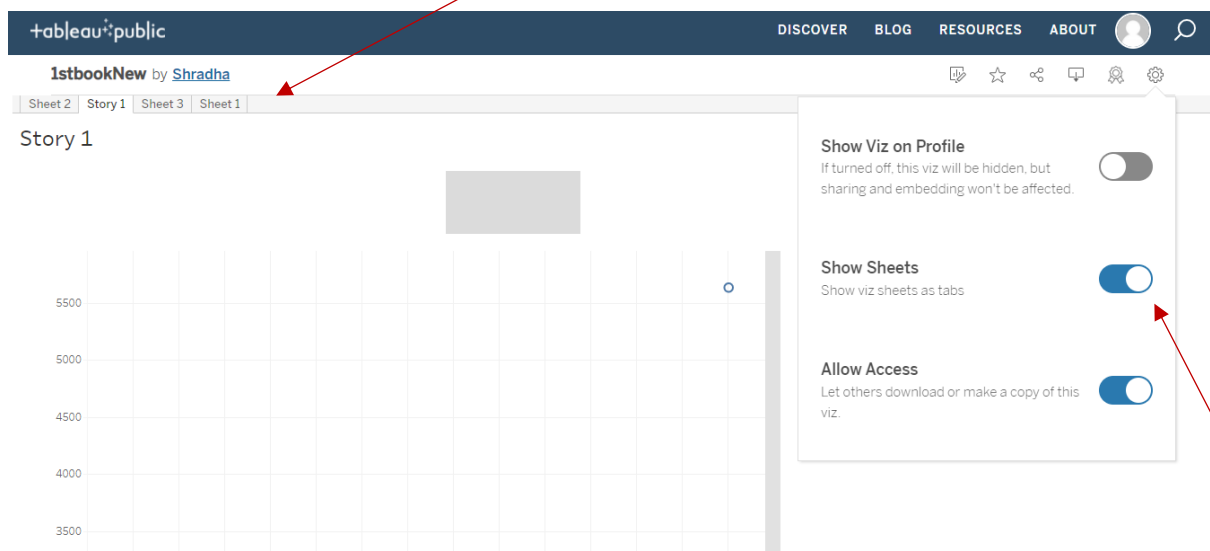 +ableau public DISCOVER BLOG RESOURCES ABOUT
1stbookNew by Shradha
Sheet 2 Story 1 Sheet 3 Sheet 1
Story 1
Show Viz on Profile
If turned off, this viz will be hidden, but
sharing and embedding won't be affected.
Show Sheets
Show viz sheets as tabs
Allow Access
Let others download or make a copy of this
viz.
5500
5000
4500
4000
3500